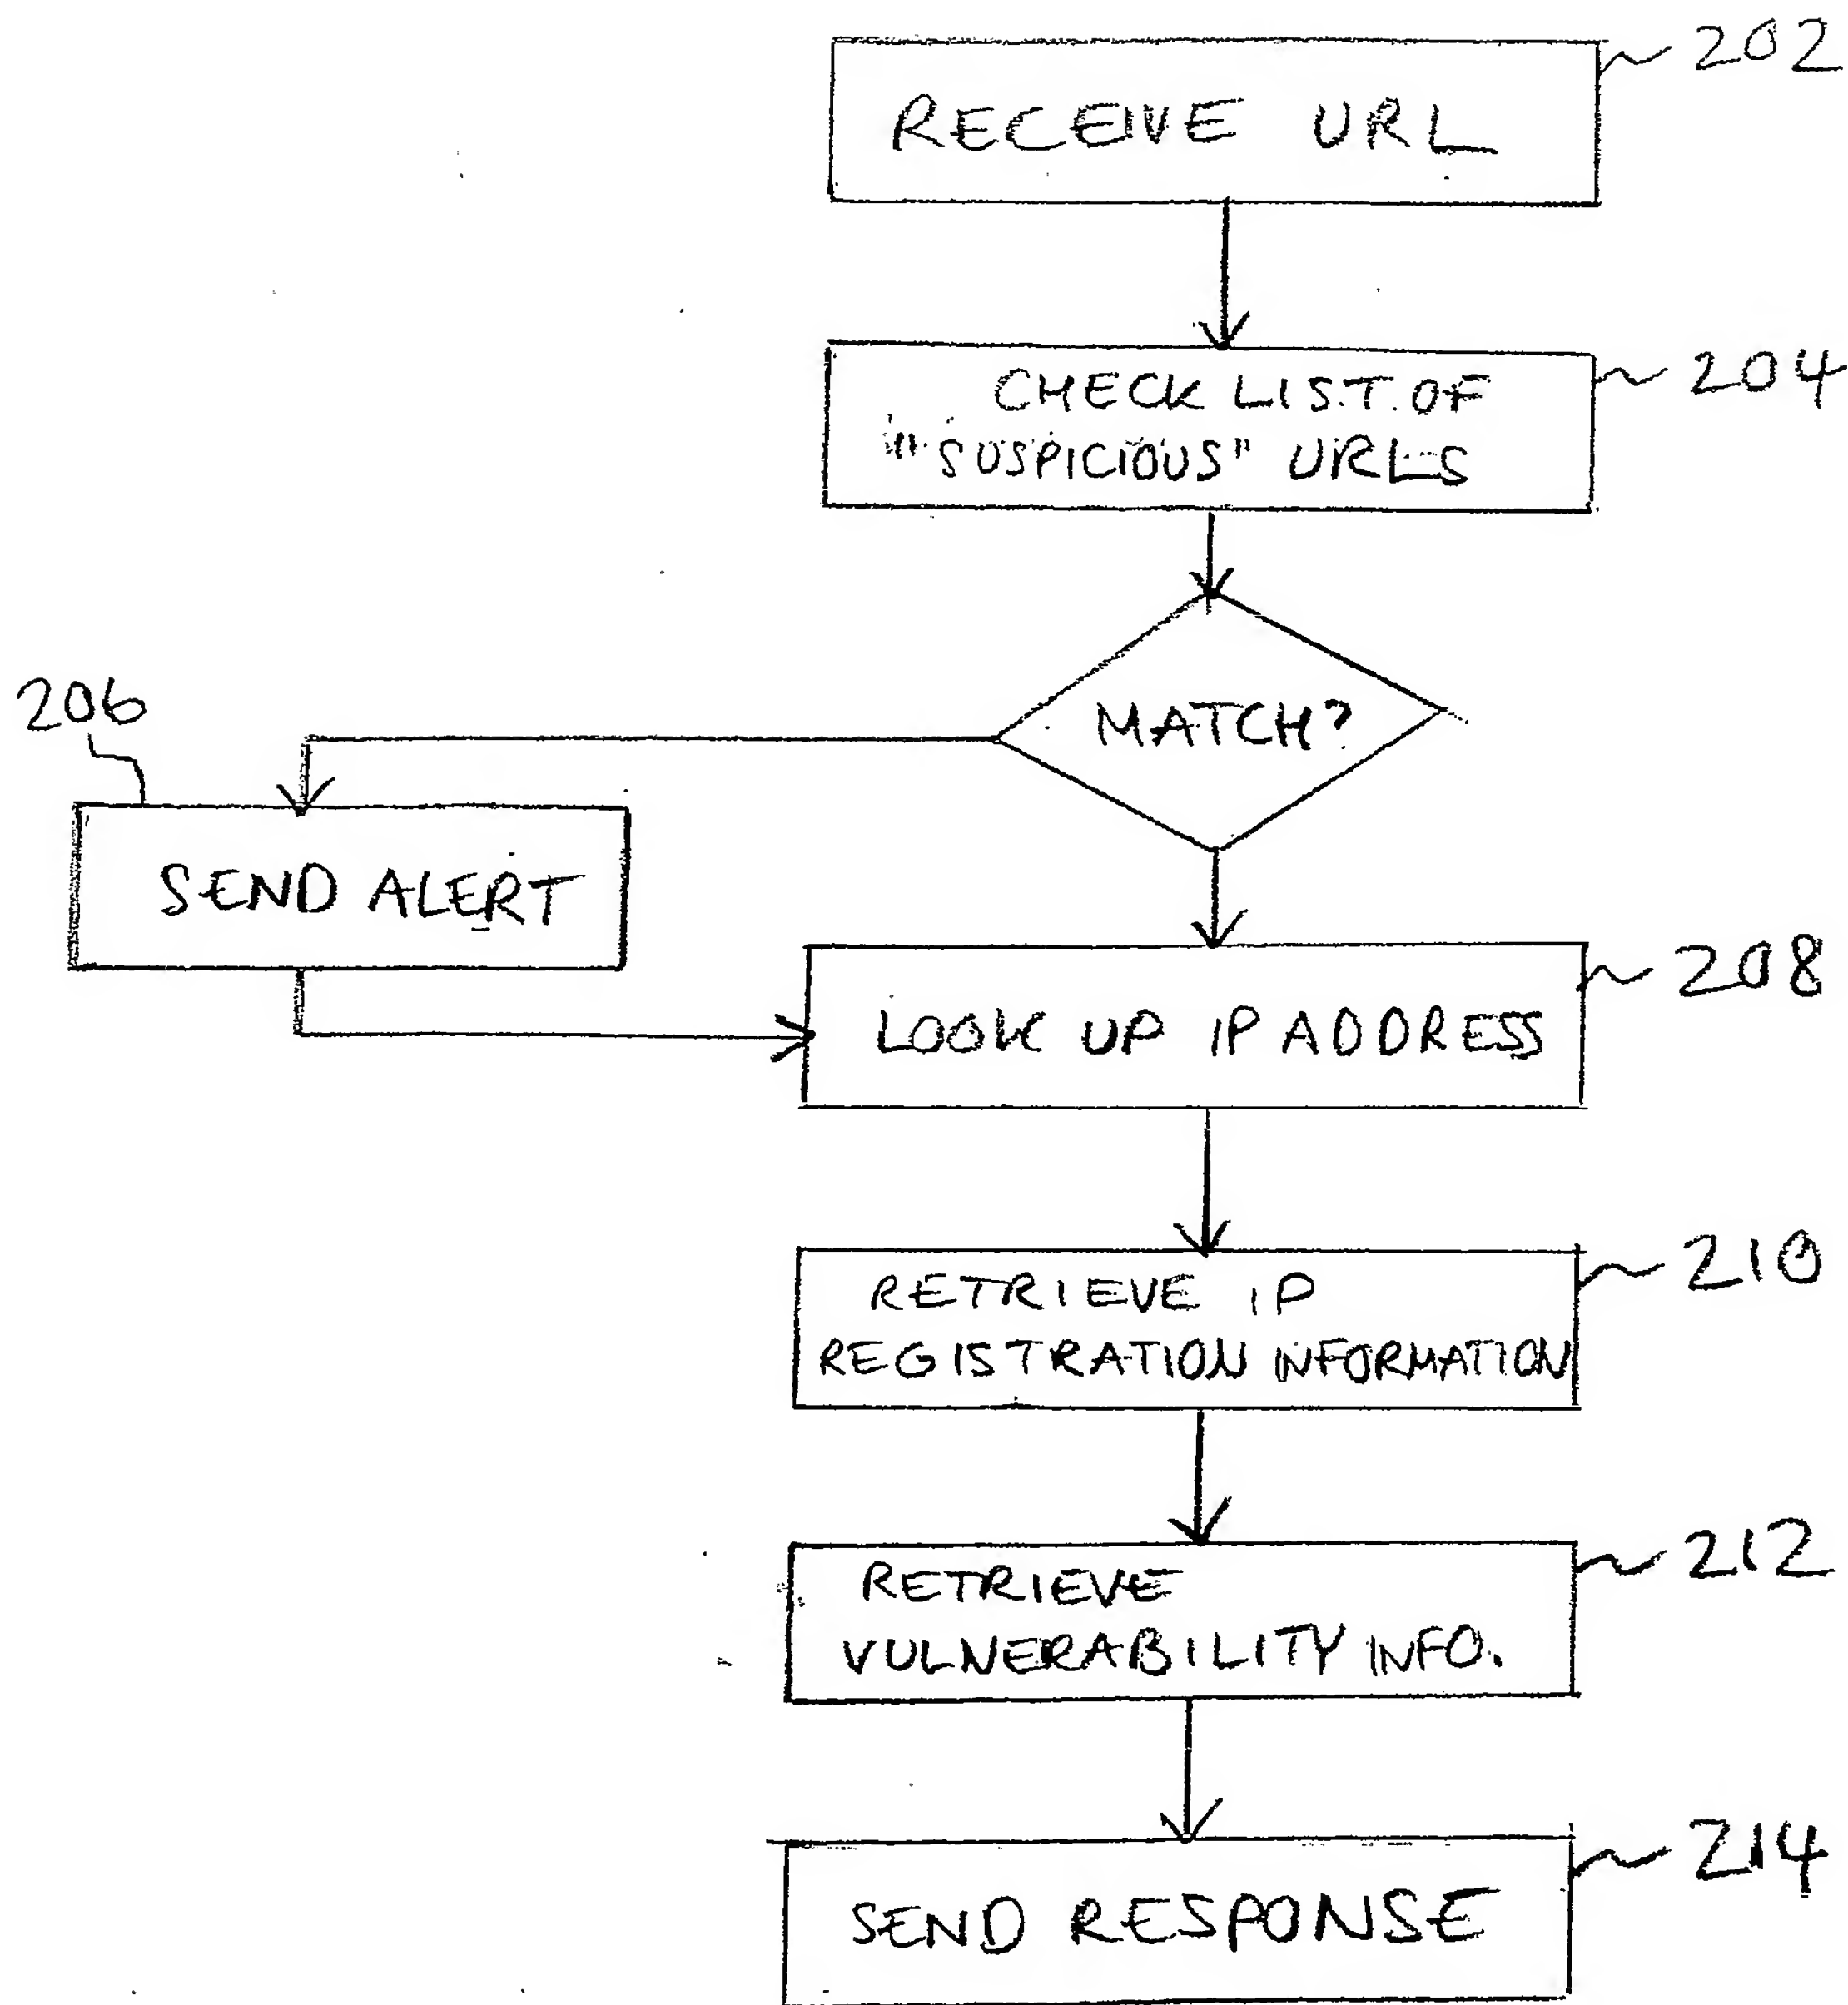 202
RECEIVE URL
204
CHECK LIST OF
"SUSPICIOUS" URLS
MATCH?
206
SEND ALERT
208
LOOK UP IP ADDRESS
210
RETRIEVE IP
REGISTRATION INFORMATION
212
RETRIEVE
VULNERABILITY INFO.
214
SEND RESPONSE